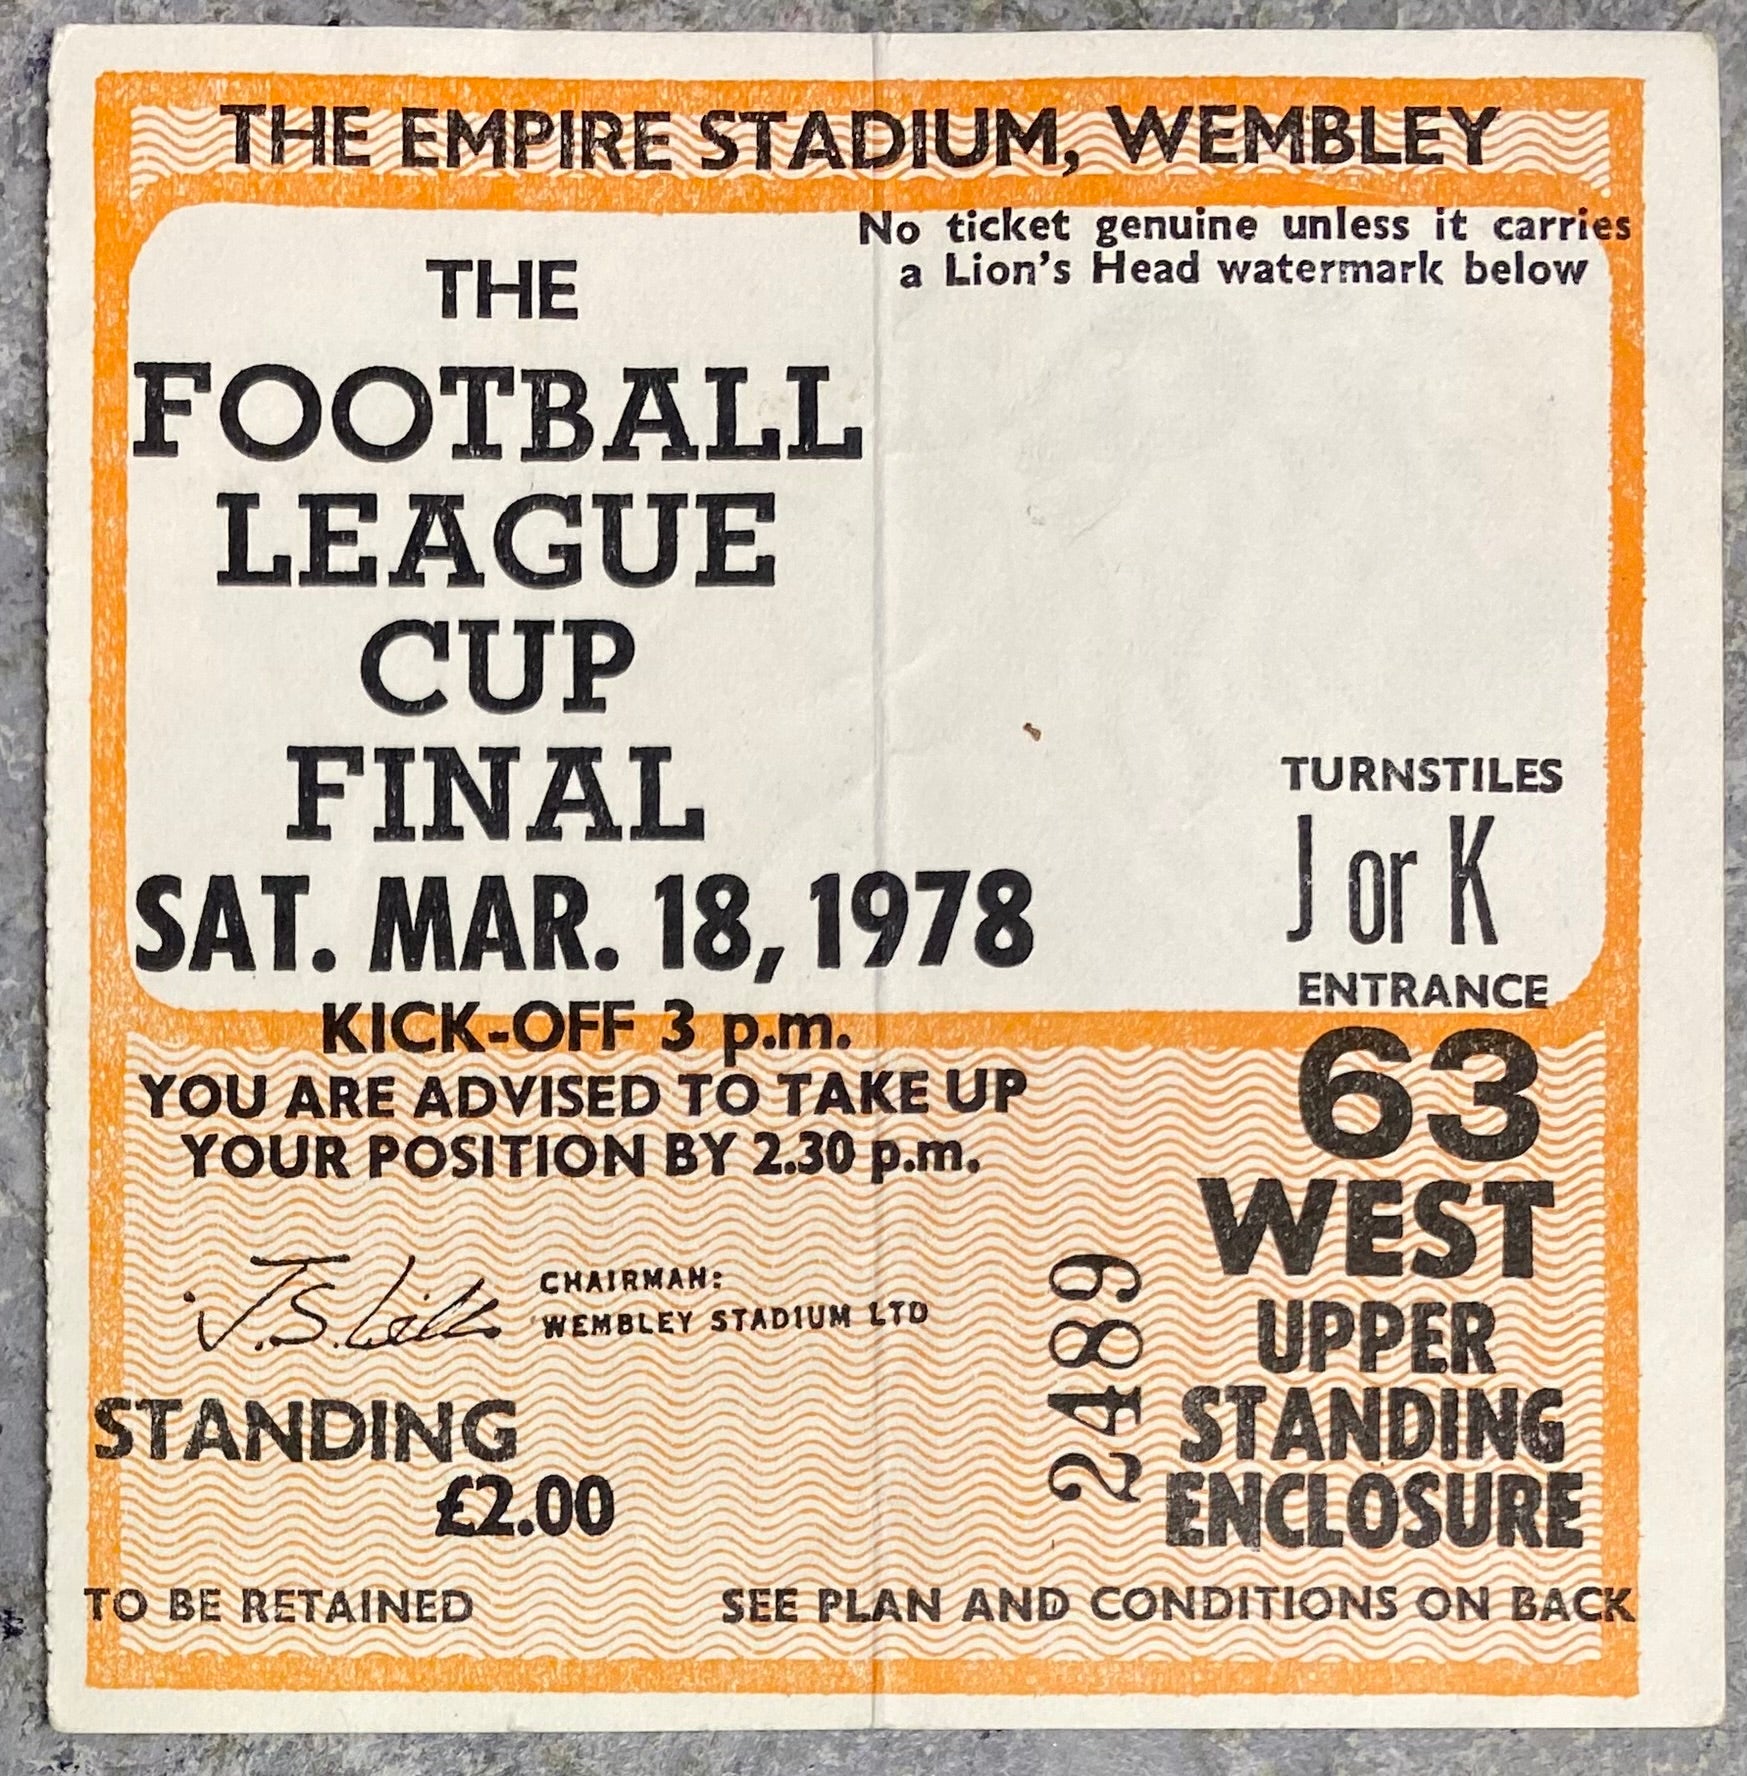 THE EMPIRE STADIUM, WEMBLEY
No ticket genuine unless it carries
a Lion's Head watermark below
THE
FOOTBALL
LEAGUE
CUP
FINAL
SAT. MAR. 18, 1978
KICK-OFF 3 p.m.
YOU ARE ADVISED TO TAKE UP
YOUR POSITION BY 2.30 p.m.
TURNSTILES
J or K
ENTRANCE
63
WEST
UPPER
STANDING
ENCLOSURE
2489
CHAIRMAN:
WEMBLEY STADIUM LTD
STANDING
£2.00
TO BE RETAINED
SEE PLAN AND CONDITIONS ON BACK